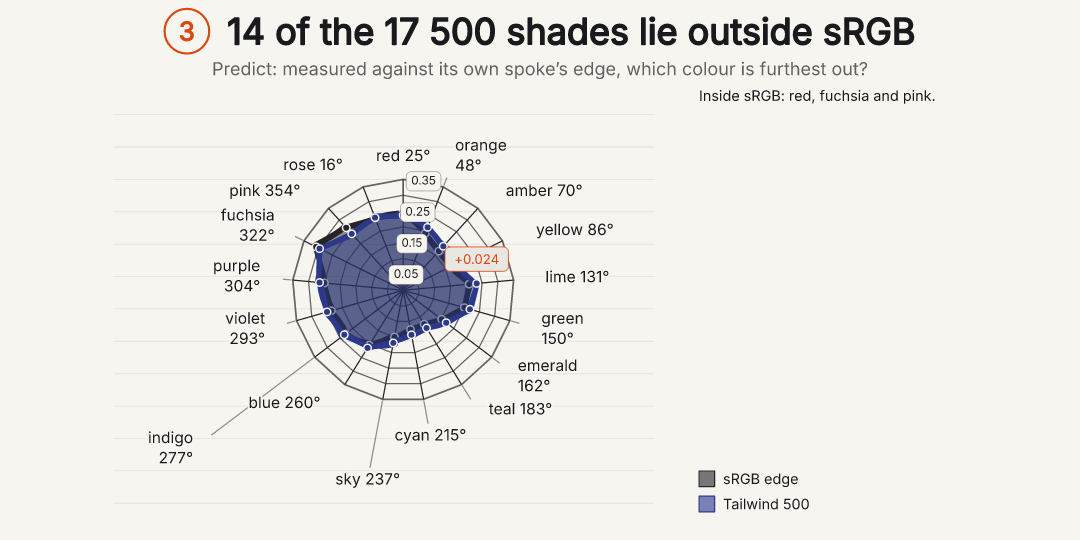 3 14 of the 17 500 shades lie outside sRGB
Predict: measured against its own spoke’s edge, which colour is furthest out?
Inside sRGB: red, fuchsia and pink.
red 25°
orange
48°
rose 16°
pink 354°
amber 70°
fuchsia
322°
yellow 86°
purple
304°
lime 131°
violet
293°
green
150°
emerald
162°
blue 260°
teal 183°
indigo
277°
cyan 215°
sky 237°
0.35
0.25
0.15
0.05
+0.024
sRGB edge
Tailwind 500